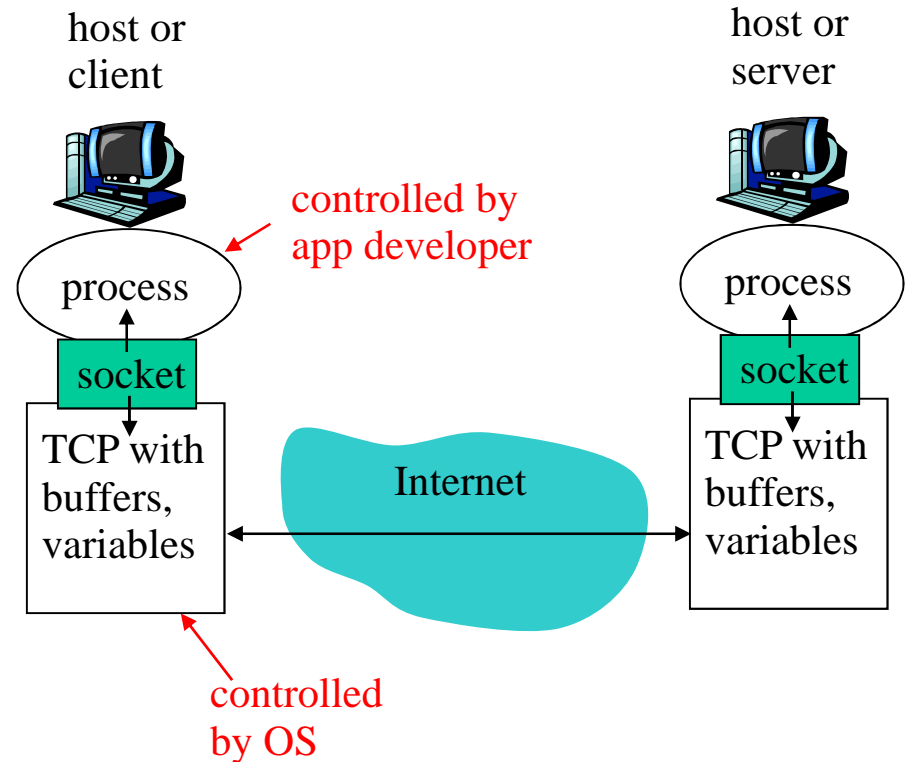 host or
client
host or
server
controlled by
app developer
process
process
socket
socket
TCP with
buffers,
variables
Internet
TCP with
buffers,
variables
controlled
by OS